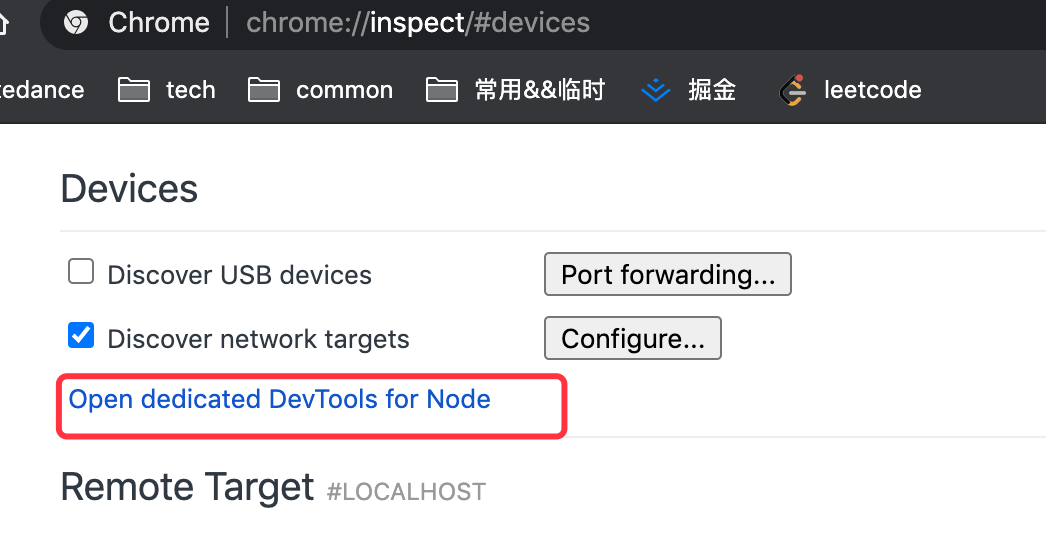 Chrome | chrome://inspect/#devices
tedance tech common 常用&&临时 掘金 leetcode
Devices
Discover USB devices Port forwarding...
Discover network targets Configure...
Open dedicated DevTools for Node
Remote Target #LOCALHOST